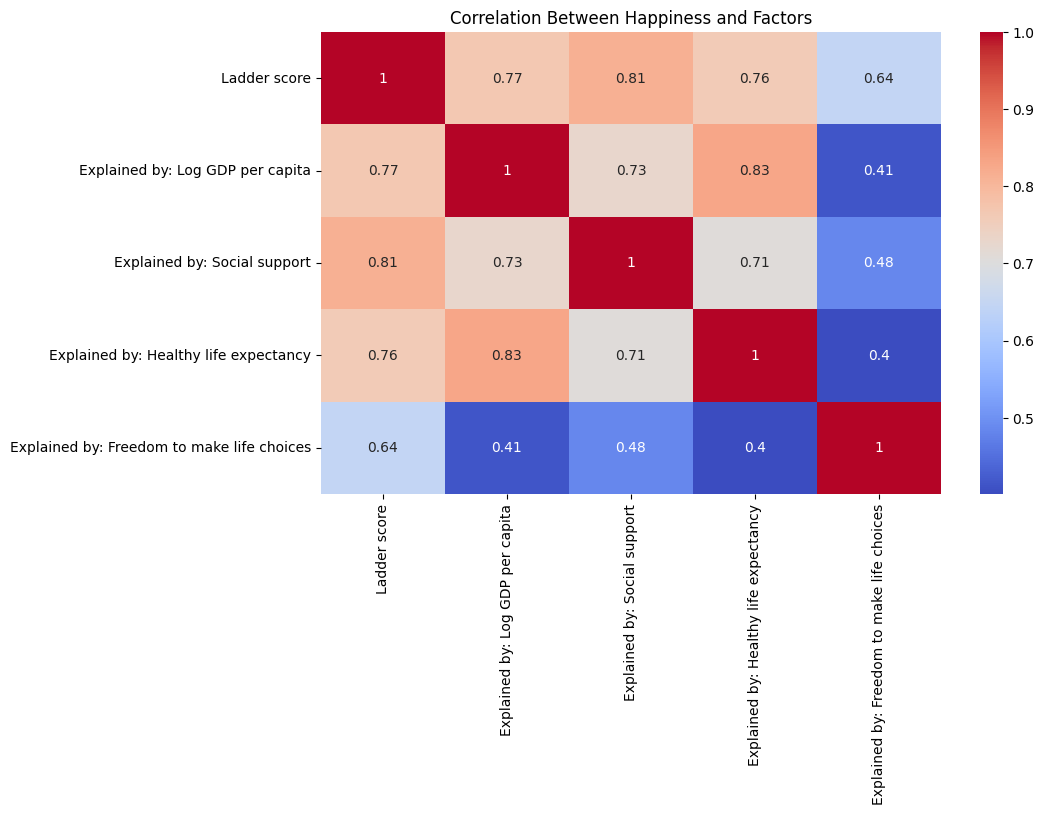 Correlation Between Happiness and Factors
Ladder score
1
0.77
0.81
0.76
0.64
Explained by: Log GDP per capita
0.77
1
0.73
0.83
0.41
Explained by: Social support
0.81
0.73
1
0.71
0.48
Explained by: Healthy life expectancy
0.76
0.83
0.71
1
0.4
Explained by: Freedom to make life choices
0.64
0.41
0.48
0.4
1
Ladder score
Explained by: Log GDP per capita
Explained by: Social support
Explained by: Healthy life expectancy
Explained by: Freedom to make life choices
1.0
0.9
0.8
0.7
0.6
0.5